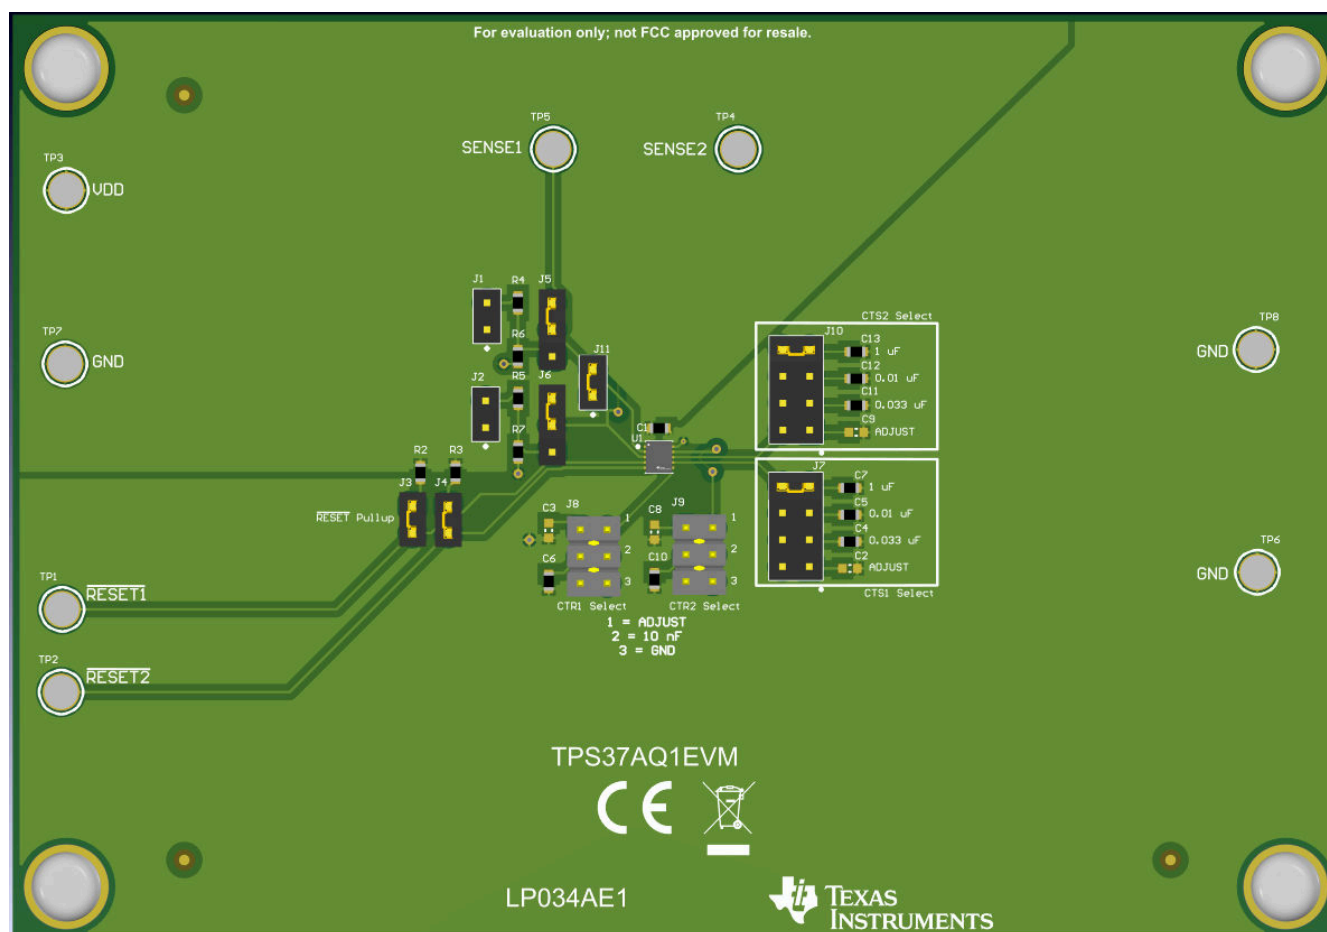 For evaluation only; not FCC approved for resale.
TP5
TP4
SENSE1
SENSE2
TP3
VDD
J1
R4
J5
R6
J11
J2
R5
J6
R7
TP7
GND
CTS2 Select
J10
C13
1 uF
C12
0.01 uF
C11
0.033 uF
C9
ADJUST
TP8
GND
C1
U1
R2
R3
J3
J4
RESET Pullup
J7
C7
1 uF
C5
0.01 uF
C4
0.033 uF
C2
ADJUST
CTS1 Select
C3
J8
1
2
3
C6
CTR1 Select
C8
J9
1
2
3
C10
CTR2 Select
1 = ADJUST
2 = 10 nF
3 = GND
TP6
GND
TP1
RESET1
TP2
RESET2
TPS37AQ1EVM
CE
LP034AE1
TEXAS
INSTRUMENTS